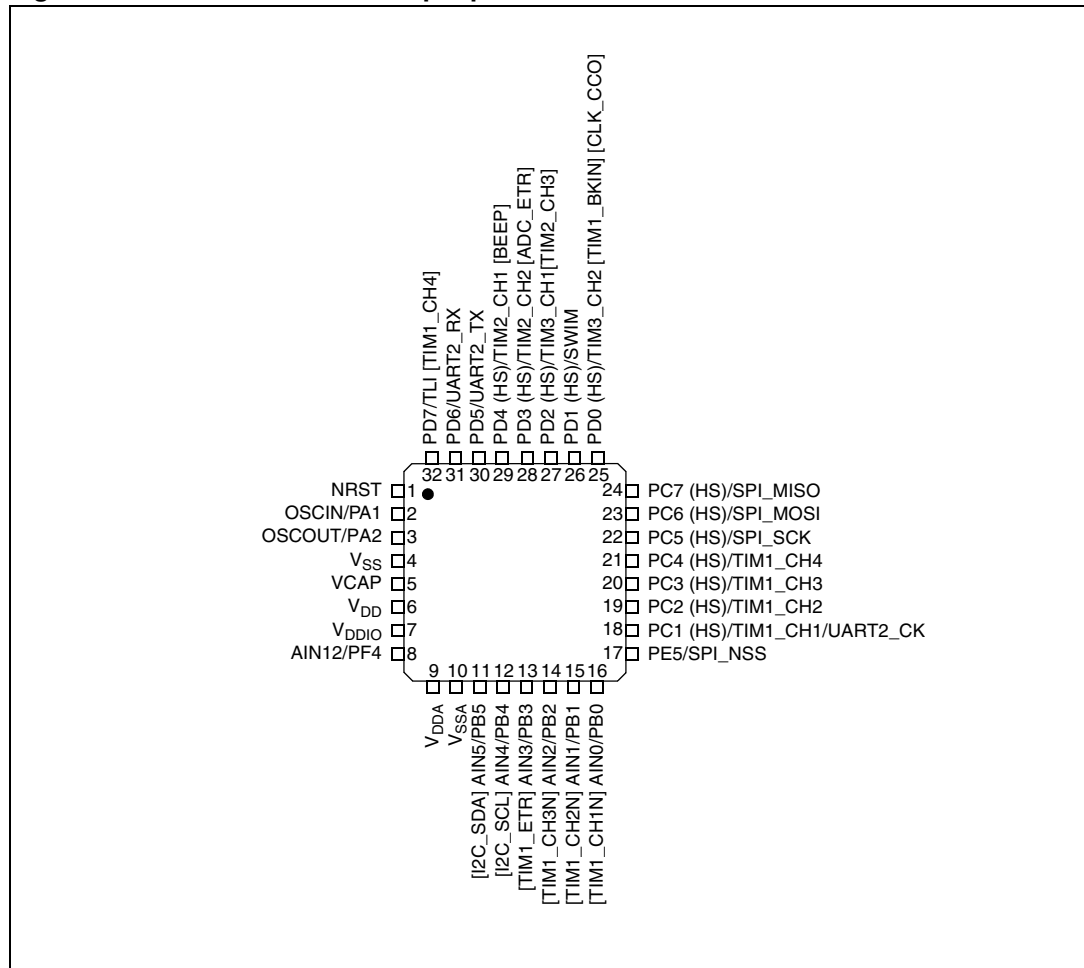 PD7/TLI [TIM1_CH4]
PD6/UART2_RX
PD5/UART2_TX
PD4 (HS)/TIM2_CH1 [BEEP]
PD3 (HS)/TIM2_CH2 [ADC_ETR]
PD2 (HS)/TIM3_CH1[TIM2_CH3]
PD1 (HS)/SWIM
PD0 (HS)/TIM3_CH2 [TIM1_BKIN] [CLK_CCO]
32 31 30 29 28 27 26 25
NRST 1
OSCIN/PA1 2
OSCOUT/PA2 3
VSS 4
VCAP 5
VDD 6
VDDIO 7
AIN12/PF4 8
24 PC7 (HS)/SPI_MISO
23 PC6 (HS)/SPI_MOSI
22 PC5 (HS)/SPI_SCK
21 PC4 (HS)/TIM1_CH4
20 PC3 (HS)/TIM1_CH3
19 PC2 (HS)/TIM1_CH2
18 PC1 (HS)/TIM1_CH1/UART2_CK
17 PE5/SPI_NSS
9 10 11 12 13 14 15 16
VDDA
VSSA
[I2C_SDA] AIN5/PB5
[I2C_SCL] AIN4/PB4
[TIM1_ETR] AIN3/PB3
[TIM1_CH3N] AIN2/PB2
[TIM1_CH2N] AIN1/PB1
[TIM1_CH1N] AIN0/PB0